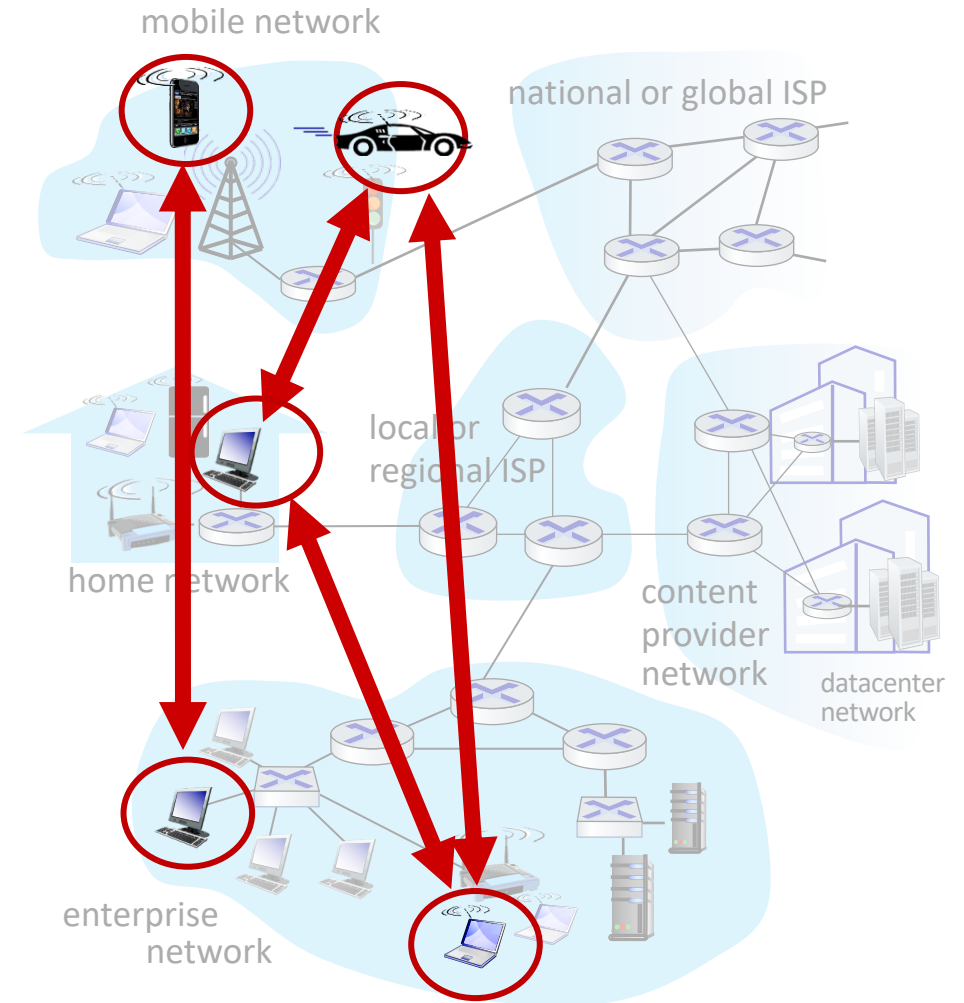 mobile network
national or global ISP
local or
regional ISP
home network
content
provider
network
datacenter
network
enterprise
network